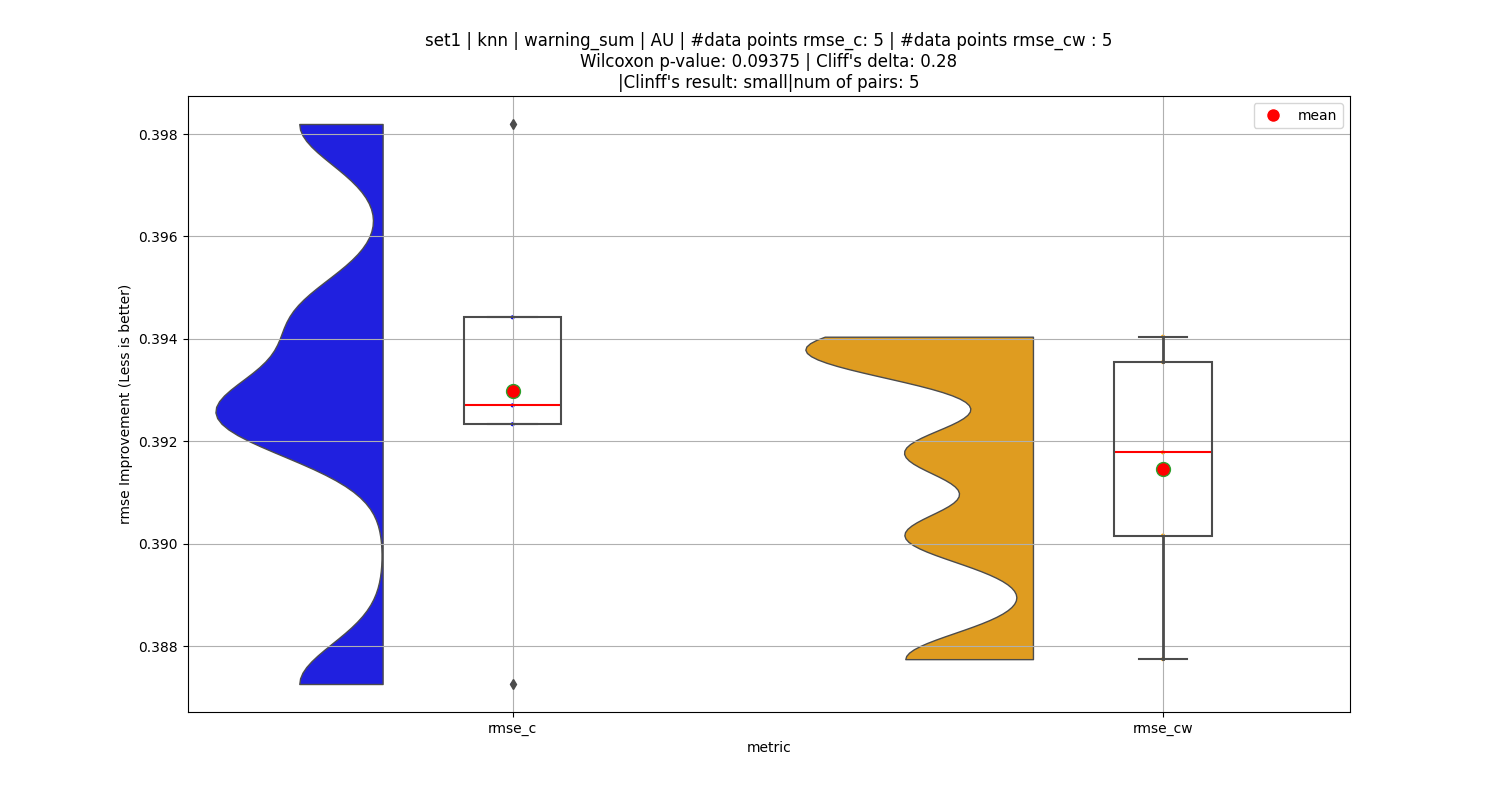 set1 | knn | warning_sum | AU | #data points rmse_c: 5 | #data points rmse_cw : 5
Wilcoxon p-value: 0.09375 | Cliff's delta: 0.28
|Clinff's result: small|num of pairs: 5
mean
0.398
0.396
0.394
0.392
0.390
0.388
rmse Improvement (Less is better)
rmse_c
rmse_cw
metric